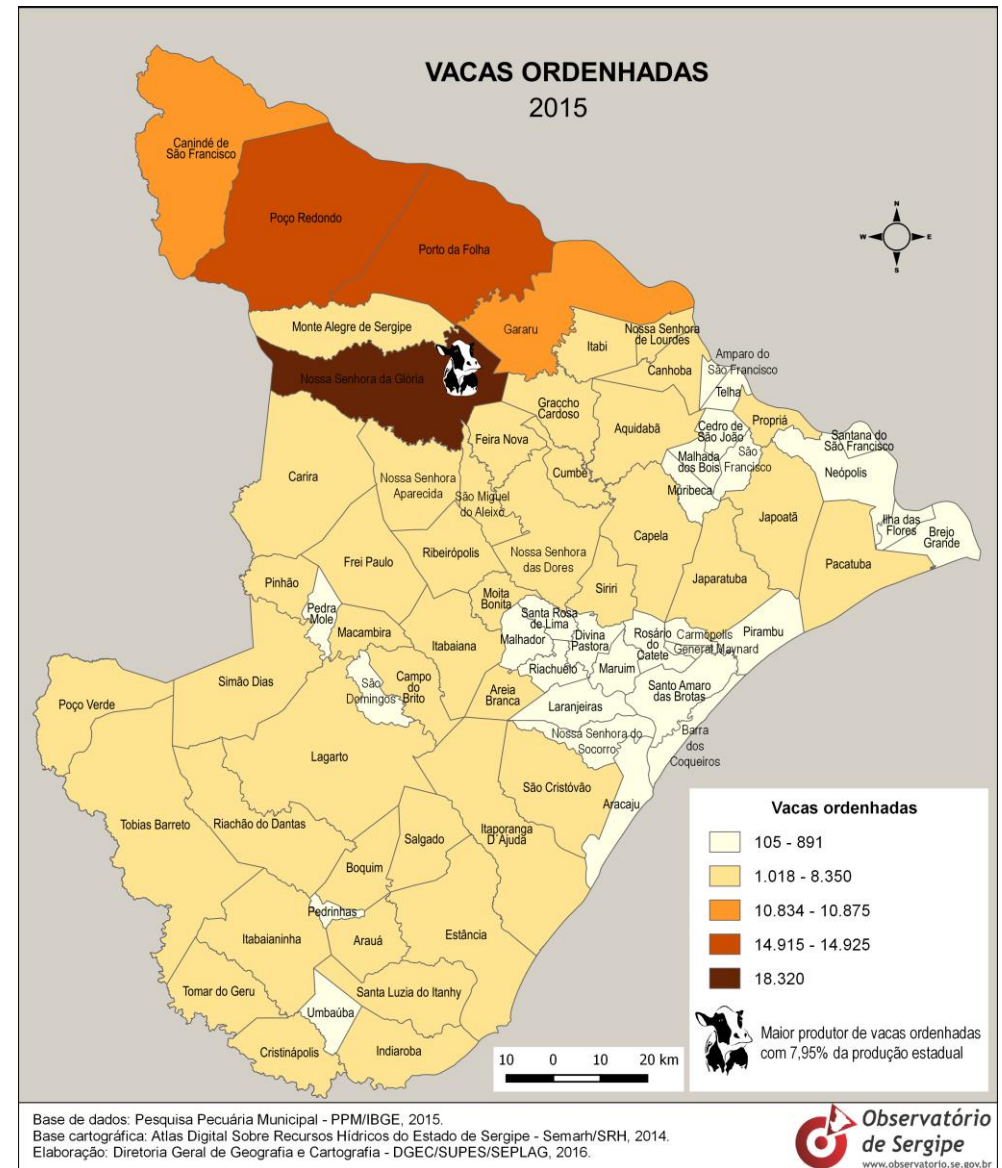 VACAS ORDENHADAS
2015
Canindé de
São Francisco
Poço Redondo
Porto da Folha
N
W
E
S
Monte Alegre de Sergipe
Gararu
Nossa Senhora
de Lourdes
Itabi
Amparo do
São Francisco
Canhoba
Nossa Senhora da Glória
Telha
Graccho
Cardoso
Aquidabã
Propriá
Cedro de
São João
Santana do
São Francisco
Feira Nova
Malhada
dos Bois
São
Francisco
Neópolis
Carira
Nossa Senhora
Aparecida
Cumbe
Muribeca
São Miguel
do Aleixo
Japoatã
Ilha das
Flores
Brejo
Grande
Frei Paulo
Ribeirópolis
Nossa Senhora
das Dores
Capela
Pacatuba
Pinhão
Siriri
Japaratuba
Moita
Bonita
Pedra
Mole
Santa Rosa
de Lima
Macambira
Itabaiana
Malhador
Divina
Pastora
Rosário
do
Catete
Carmópolis
General Maynard
Pirambu
Riachuelo
Maruim
Simão Dias
São
Domingos
Campo
do
Brito
Areia
Branca
Santo Amaro
das Brotas
Poço Verde
Laranjeiras
Nossa Senhora do
Socorro
Barra
dos
Coqueiros
Lagarto
São Cristóvão
Aracaju
Tobias Barreto
Riachão do Dantas
Salgado
Itaporanga
D'Ajuda
Boquim
Pedrinhas
Itabaianinha
Arauá
Estância
Tomar do Geru
Santa Luzia do Itanhy
Umbaúba
Cristinápolis
Indiaroba
Vacas ordenhadas
105 - 891
1.018 - 8.350
10.834 - 10.875
14.915 - 14.925
18.320
Maior produtor de vacas ordenhadas
com 7,95% da produção estadual
10 0 10 20 km
Base de dados: Pesquisa Pecuária Municipal - PPM/IBGE, 2015.
Base cartográfica: Atlas Digital Sobre Recursos Hídricos do Estado de Sergipe - Semarh/SRH, 2014.
Elaboração: Diretoria Geral de Geografia e Cartografia - DGEC/SUPES/SEPLAG, 2016.
Observatório
de Sergipe
www.observatorio.se.gov.br